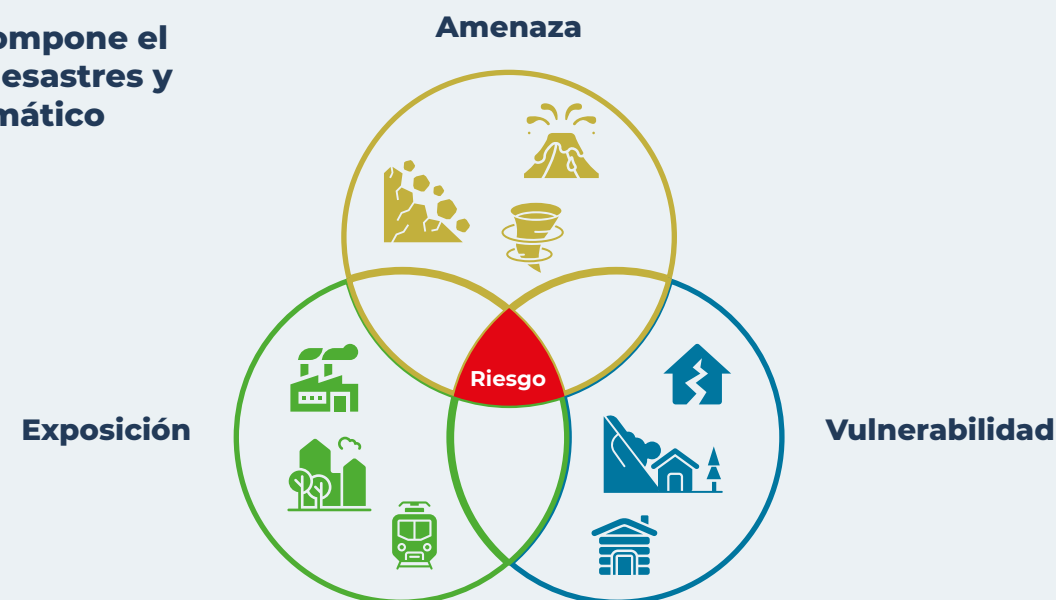 ompone el
esastres y
mático
Amenaza
Riesgo
Exposición
Vulnerabilidad